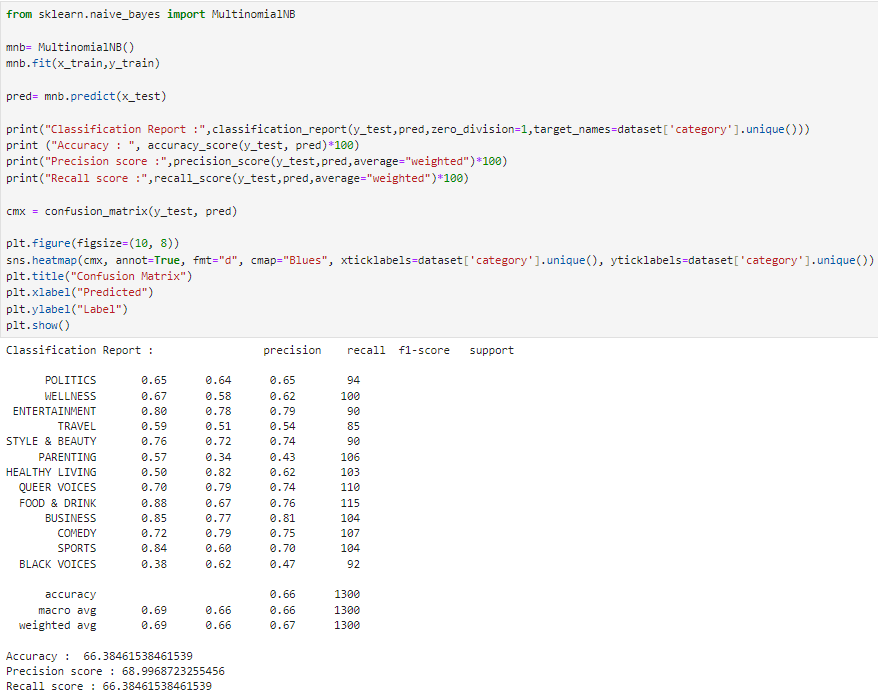 from sklearn.naive_bayes import MultinomialNB
mnb= MultinomialNB()
mnb.fit(x_train,y_train)
pred= mnb.predict(x_test)
print("Classification Report :",classification_report(y_test,pred,zero_division=1,target_names=dataset['category'].unique()))
print ("Accuracy : ", accuracy_score(y_test, pred)*100)
print("Precision score :",precision_score(y_test,pred,average="weighted")*100)
print("Recall score :",recall_score(y_test,pred,average="weighted")*100)
cmx = confusion_matrix(y_test, pred)
plt.figure(figsize=(10, 8))
sns.heatmap(cmx, annot=True, fmt="d", cmap="Blues", xticklabels=dataset['category'].unique(), yticklabels=dataset['category'].unique())
plt.title("Confusion Matrix")
plt.xlabel("Predicted")
plt.ylabel("Label")
plt.show()
Classification Report : precision recall f1-score support
POLITICS 0.65 0.64 0.65 94
WELLNESS 0.67 0.58 0.62 100
ENTERTAINMENT 0.80 0.78 0.79 90
TRAVEL 0.59 0.51 0.54 85
STYLE & BEAUTY 0.76 0.72 0.74 90
PARENTING 0.57 0.34 0.43 106
HEALTHY LIVING 0.50 0.82 0.62 103
QUEER VOICES 0.70 0.79 0.74 110
FOOD & DRINK 0.88 0.67 0.76 115
BUSINESS 0.85 0.77 0.81 104
COMEDY 0.72 0.79 0.75 107
SPORTS 0.84 0.60 0.70 104
BLACK VOICES 0.38 0.62 0.47 92
accuracy 0.66 1300
macro avg 0.69 0.66 0.66 1300
weighted avg 0.69 0.66 0.67 1300
Accuracy :  66.38461538461539
Precision score : 68.9968723255456
Recall score : 66.38461538461539